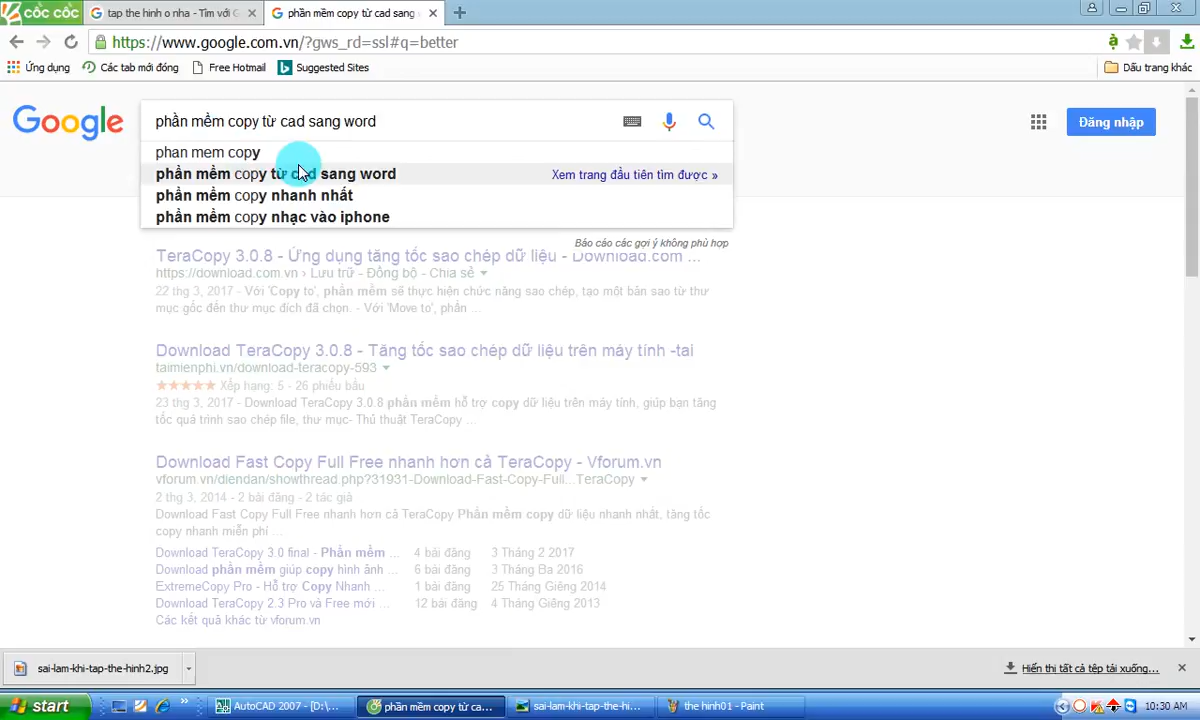 cốc cốc
tap the hinh o nha - Tìm với G
phần mềm copy từ cad sang
https://www.google.com.vn/?gws_rd=ssl#q=better
Ứng dụng
Các tab mới đóng
Free Hotmail
Suggested Sites
Dấu trang khác
Google
phần mềm copy từ cad sang word
Đăng nhập
phan mem copy
phần mềm copy từ cad sang word
Xem trang đầu tiên tìm được »
phần mềm copy nhanh nhất
phần mềm copy nhạc vào iphone
Báo cáo các gợi ý không phù hợp
TeraCopy 3.0.8 - Ứng dụng tăng tốc sao chép dữ liệu - Download.com ...
https://download.com.vn › Lưu trữ - Đồng bộ - Chia sẻ
22 thg 3, 2017 - Với 'Copy to', phần mềm sẽ thực hiện chức năng sao chép, tạo một bản sao từ thư
mục gốc đến thư mục đích đã chọn. - Với 'Move to', phần ...
Download TeraCopy 3.0.8 - Tăng tốc sao chép dữ liệu trên máy tính -tai
taimienphi.vn/download-teracopy-593
Xếp hạng: 5 - 26 phiếu bầu
23 thg 3, 2017 - Download TeraCopy 3.0.8 phần mềm hỗ trợ copy dữ liệu trên máy tính, giúp bạn tăng
tốc quá trình sao chép file, thư mục- Thủ thuật TeraCopy ...
Download Fast Copy Full Free nhanh hơn cả TeraCopy - Vforum.vn
vforum.vn/diendan/showthread.php?31931-Download-Fast-Copy-Full...TeraCopy
2 thg 3, 2014 - 2 bài đăng - 2 tác giả
Download Fast Copy Full Free nhanh hơn cả TeraCopy Phần mềm copy dữ liệu nhanh nhất, tăng tốc
copy nhanh miễn phí ...
Download TeraCopy 3.0 final - Phần mềm ... 4 bài đăng 3 Tháng 2 2017
Download phần mềm giúp copy hình ảnh ... 6 bài đăng 3 Tháng Ba 2016
ExtremeCopy Pro - Hỗ trợ Copy Nhanh ... 1 bài đăng 25 Tháng Giêng 2014
Download TeraCopy 2.3 Pro và Free mới ... 12 bài đăng 4 Tháng Giêng 2013
Các kết quả khác từ vforum.vn
sai-lam-khi-tap-the-hinh2.jpg
Hiển thị tất cả tệp tải xuống...
start
AutoCAD 2007 - [D:\...
phần mềm copy từ ca...
sai-lam-khi-tap-the-hi...
the hinh01 - Paint
10:30 AM